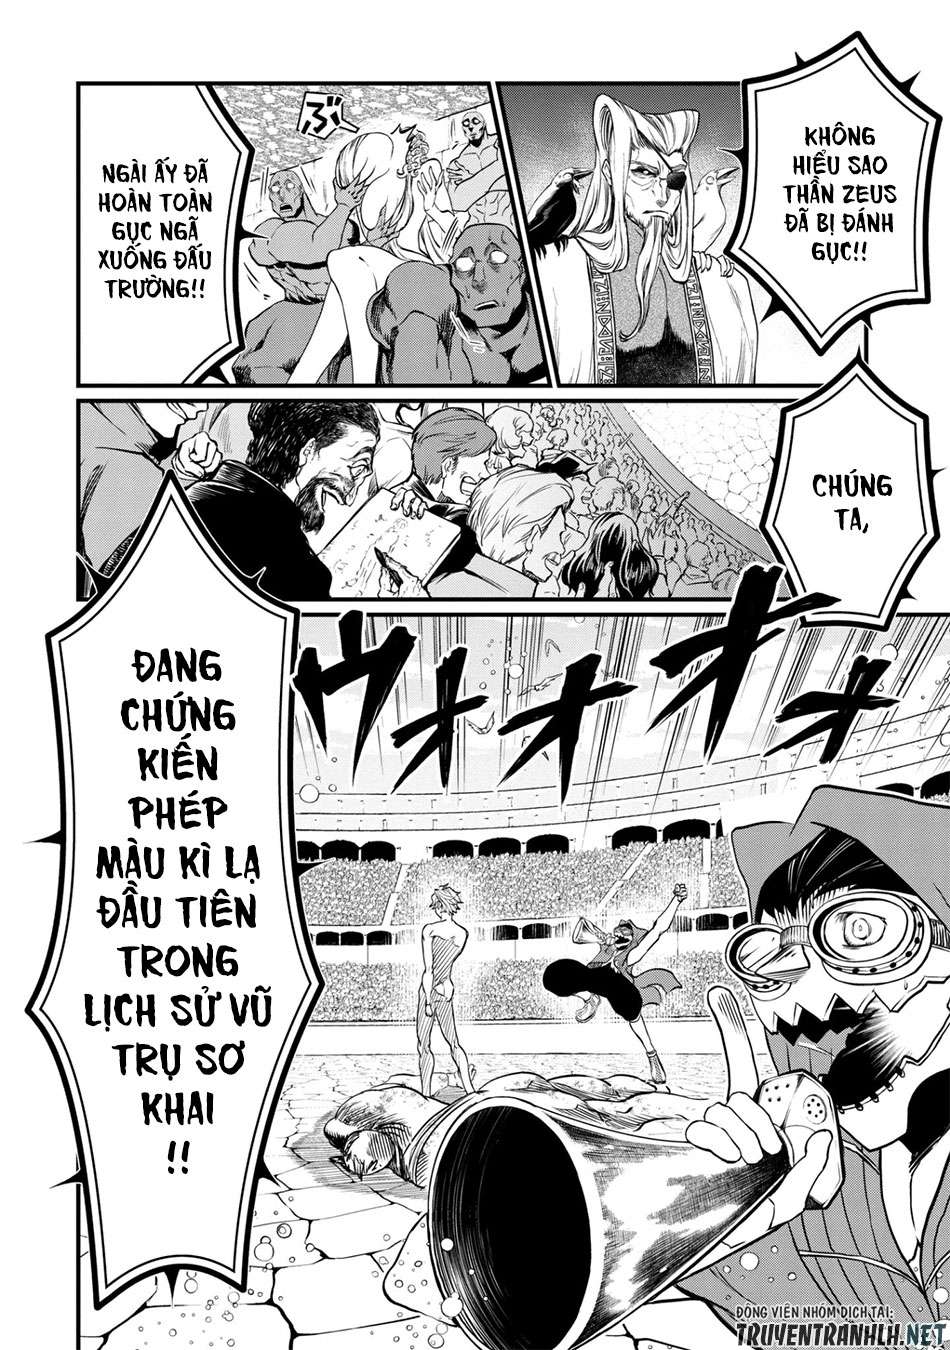 KHÔNG
HIỂU SAO
THẦN ZEUS
ĐÃ BỊ ĐÁNH
GỤC!!
NGÀI ẤY ĐÃ
HOÀN TOÀN
GỤC NGÃ
XUỐNG ĐẤU
TRƯỜNG!!
ぶ
CHÚNG
TA,
ヴォオオオ
ĐANG
CHỨNG
KIẾN
PHÉP
MÀU KÌ LẠ
ĐẦU TIÊN
TRONG
LỊCH SỬ VŨ
TRỤ SƠ
KHAI
!!
ĐỘNG VIÊN NHÓM DỊCH TẠI:
TRUYENTRANHLH.NET